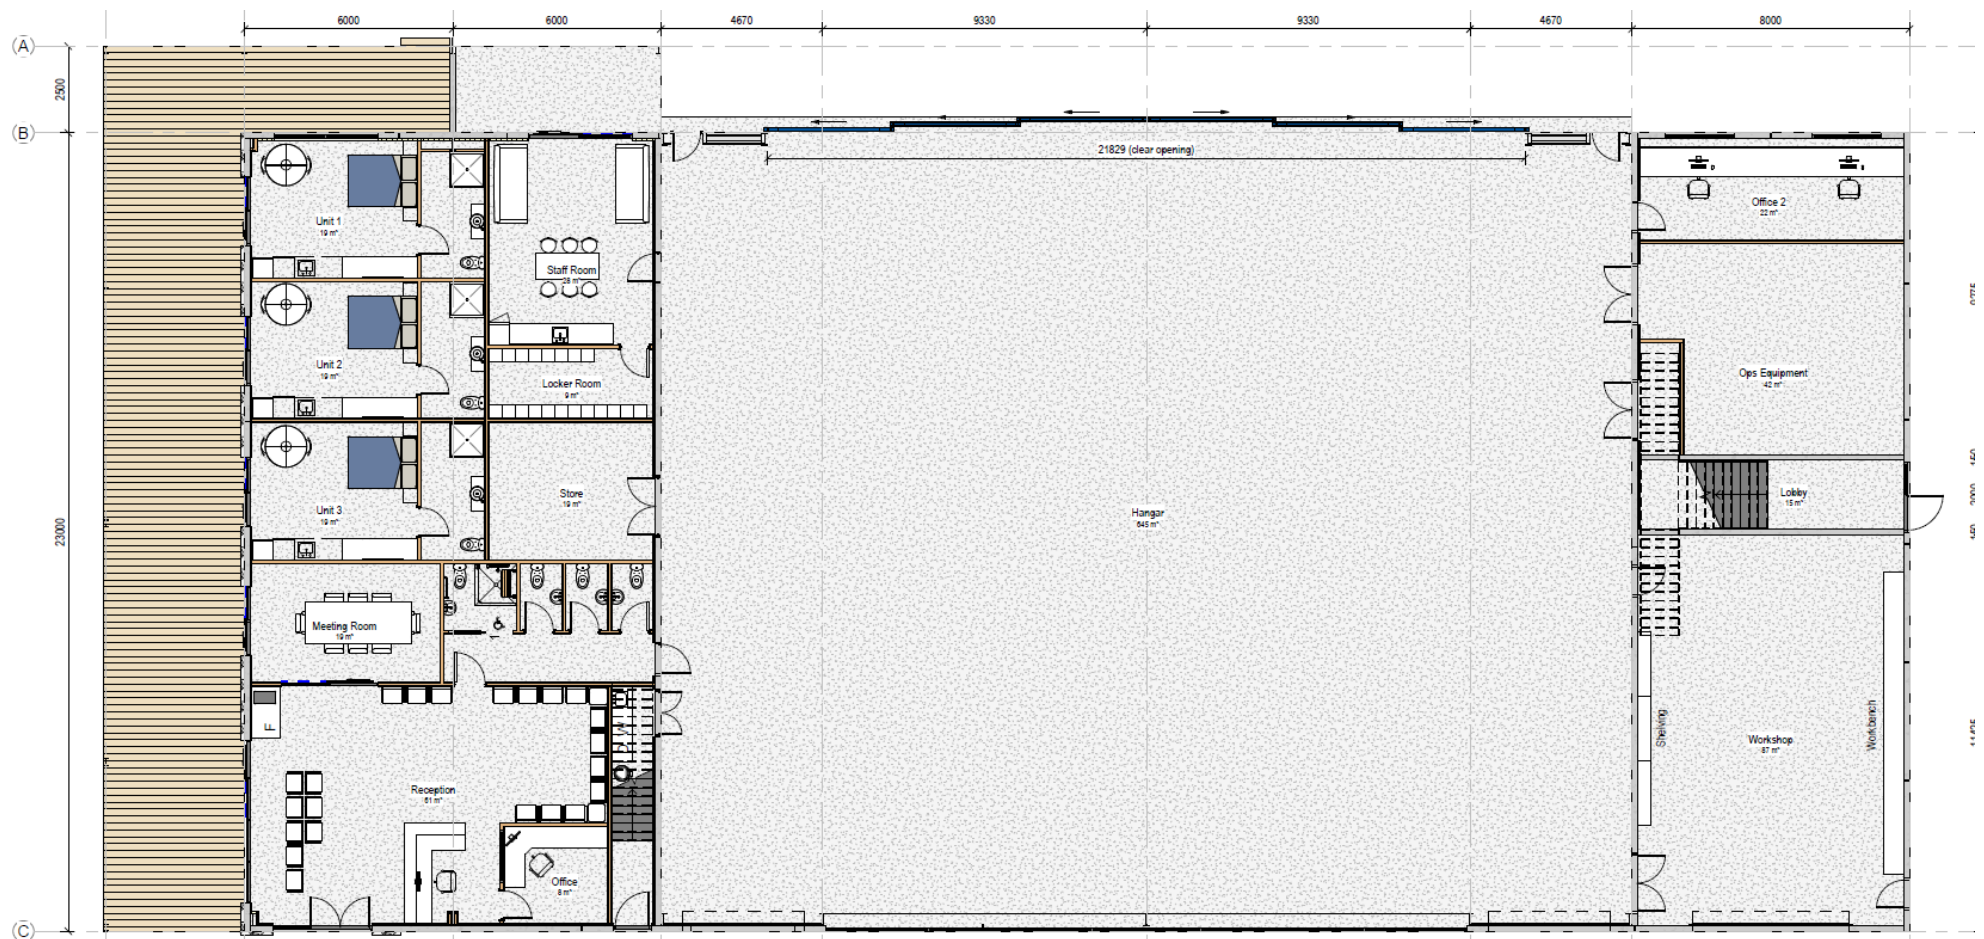 6000
6000
4670
9330
9330
4670
8000
A
2500
B
21829 (clear opening)
Unit 1
19 m²
Staff Room
Office 2
22 m²
Unit 2
19 m²
Locker Room
9 m²
Ops Equipment
42 m²
Unit 3
19 m²
Store
19 m²
Hangar
645 m²
Lobby
15 m²
23000
Meeting Room
19 m²
F
Reception
Shelving
Workshop
Workbench
Office
8 m²
C